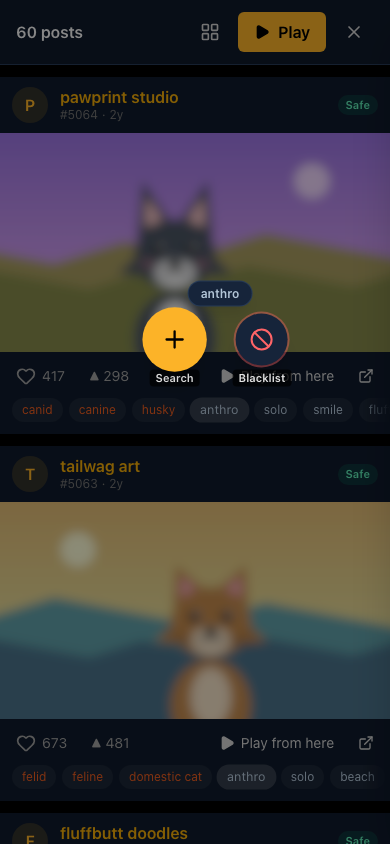 60 posts
Play
P
pawprint studio
#5064 · 2y
Safe
anthro
417
298
from here
Search
Blacklist
canid canine husky anthro solo smile
T
tailwag art
#5063 · 2y
Safe
673
481
Play from here
felid feline domestic cat anthro solo beach
F
fluffbutt doodles
Safe